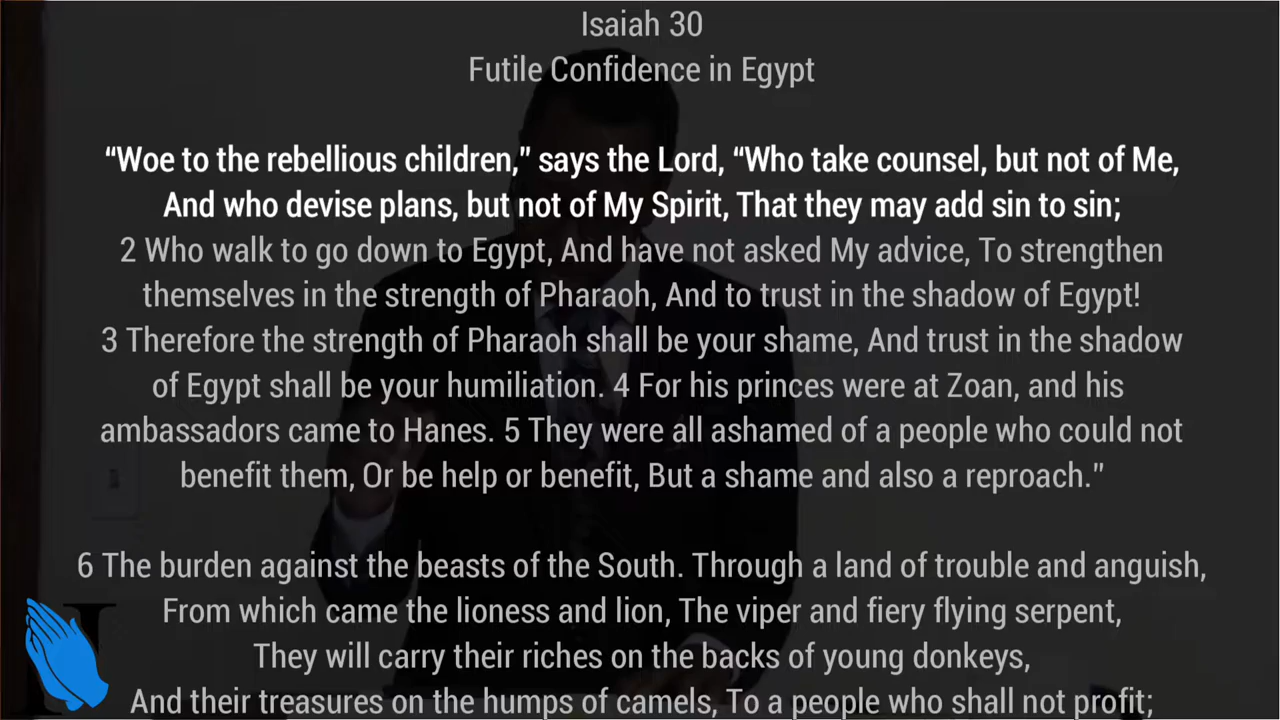 Isaiah 30
Futile Confidence in Egypt
“Woe to the rebellious children,” says the Lord, “Who take counsel, but not of Me,
And who devise plans, but not of My Spirit, That they may add sin to sin;
2 Who walk to go down to Egypt, And have not asked My advice, To strengthen
themselves in the strength of Pharaoh, And to trust in the shadow of Egypt!
3 Therefore the strength of Pharaoh shall be your shame, And trust in the shadow
of Egypt shall be your humiliation. 4 For his princes were at Zoan, and his
ambassadors came to Hanes. 5 They were all ashamed of a people who could not
benefit them, Or be help or benefit, But a shame and also a reproach.”
6 The burden against the beasts of the South. Through a land of trouble and anguish,
From which came the lioness and lion, The viper and fiery flying serpent,
They will carry their riches on the backs of young donkeys,
And their treasures on the humps of camels, To a people who shall not profit;